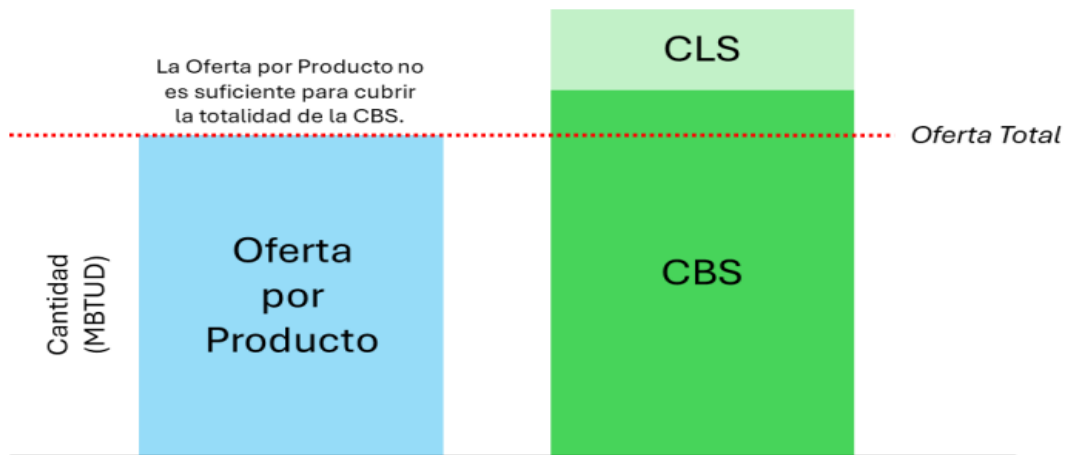 La Oferta por Producto no
es suficiente para cubrir
la totalidad de la CBS.
CLS
Oferta Total
Cantidad
(MBTUD)
Oferta
por
Producto
CBS